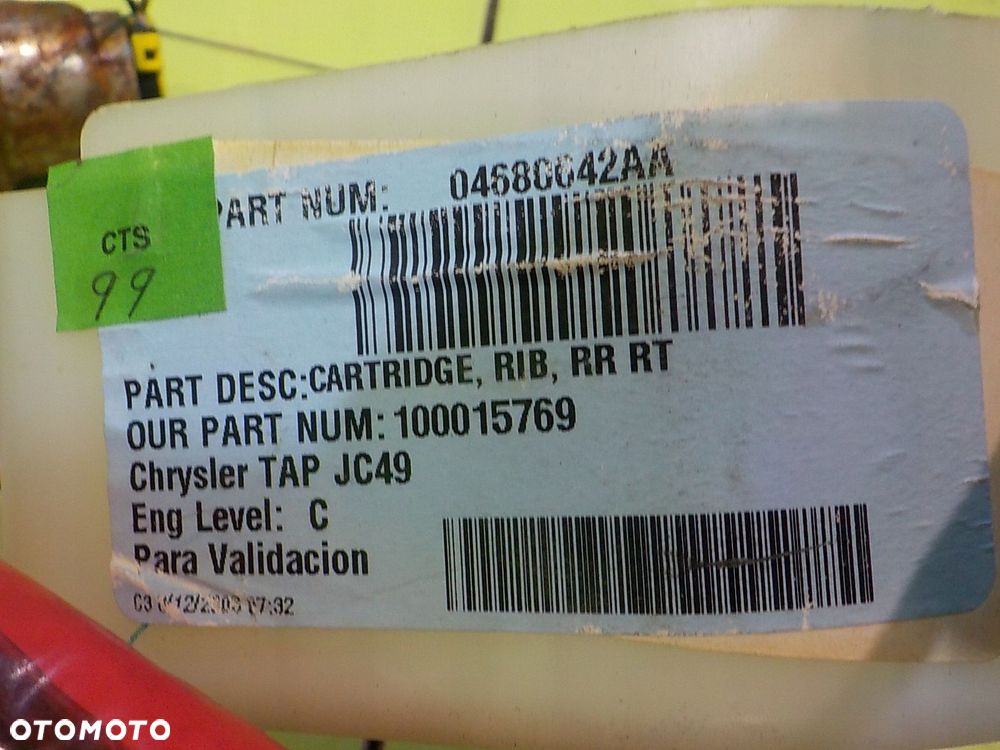 CTS
99
PART NUM:
CARTRIDGE, RIB, RR RT
PART DESC:
OUR PART NUM: 100015769
Chrysler TAP JC49
Eng Level: C
Para Validacion
OTOMOTO